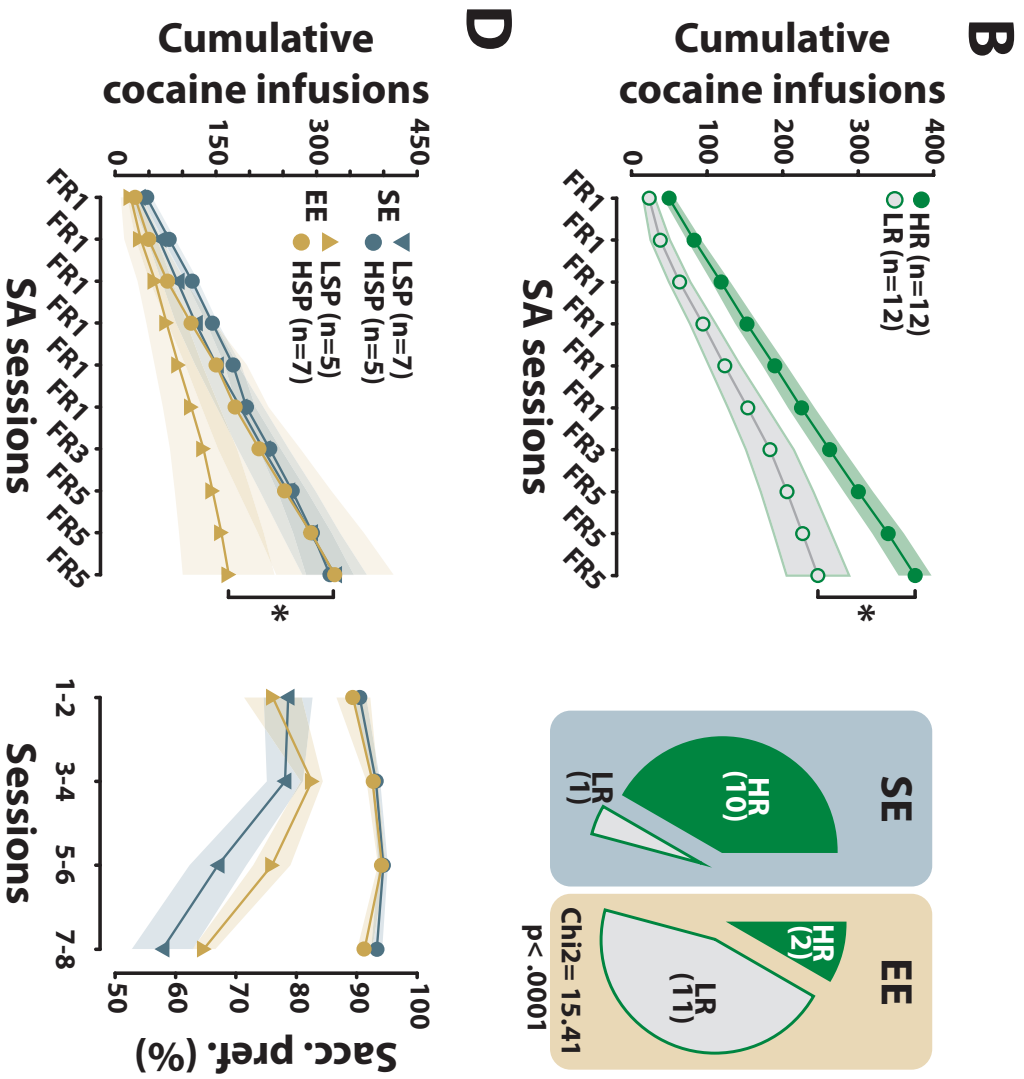 B
Cumulative
cocaine infusions
400
300
200
100
0
HR (n=12)
LR (n=12)
*
FR1
FR1
FR1
FR1
FR1
FR1
FR3
FR5
FR5
FR5
SA sessions
SE
HR
(10)
LR
(1)
EE
HR
(2)
LR
(11)
Chi2= 15.41
p< .0001
D
Cumulative
cocaine infusions
450
300
150
0
SE
LSP (n=7)
HSP (n=5)
EE
LSP (n=5)
HSP (n=7)
*
FR1
FR1
FR1
FR1
FR1
FR1
FR3
FR5
FR5
FR5
SA sessions
100
90
80
70
60
50
Sacc. pref. (%)
1-2
3-4
5-6
7-8
Sessions